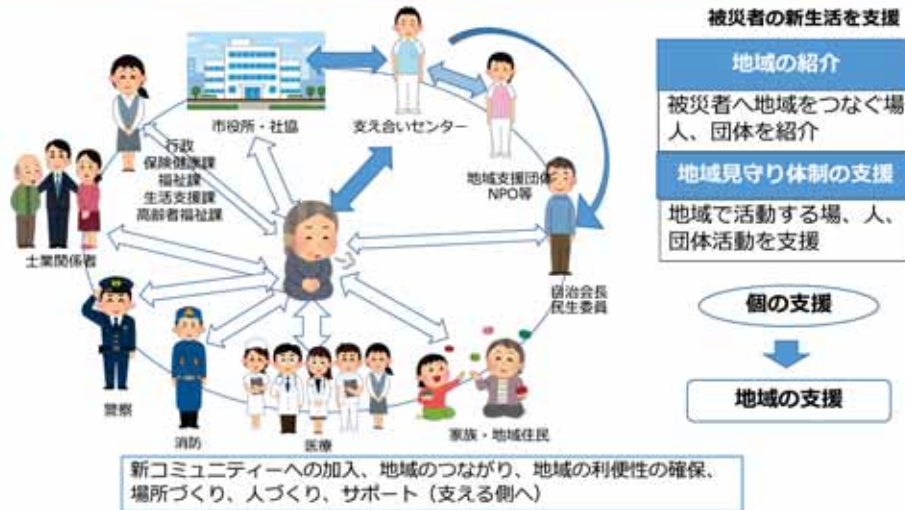 被災者の新生活を支援
地域の紹介
被災者へ地域をつなぐ場
人、団体を紹介
地域見守り体制の支援
地域で活動する場、人、
団体活動を支援
個の支援
地域の支援
市役所・社協
支え合いセンター
行政
保険健康課
福祉課
生活支援課
高齢者福祉課
地域支援団体
NPO等
士業関係者
自治会長
民生委員
警察
消防
医療
家族・地域住民
新コミュニティーへの加入、地域のつながり、地域の利便性の確保、
場所づくり、人づくり、サポート（支える側へ）